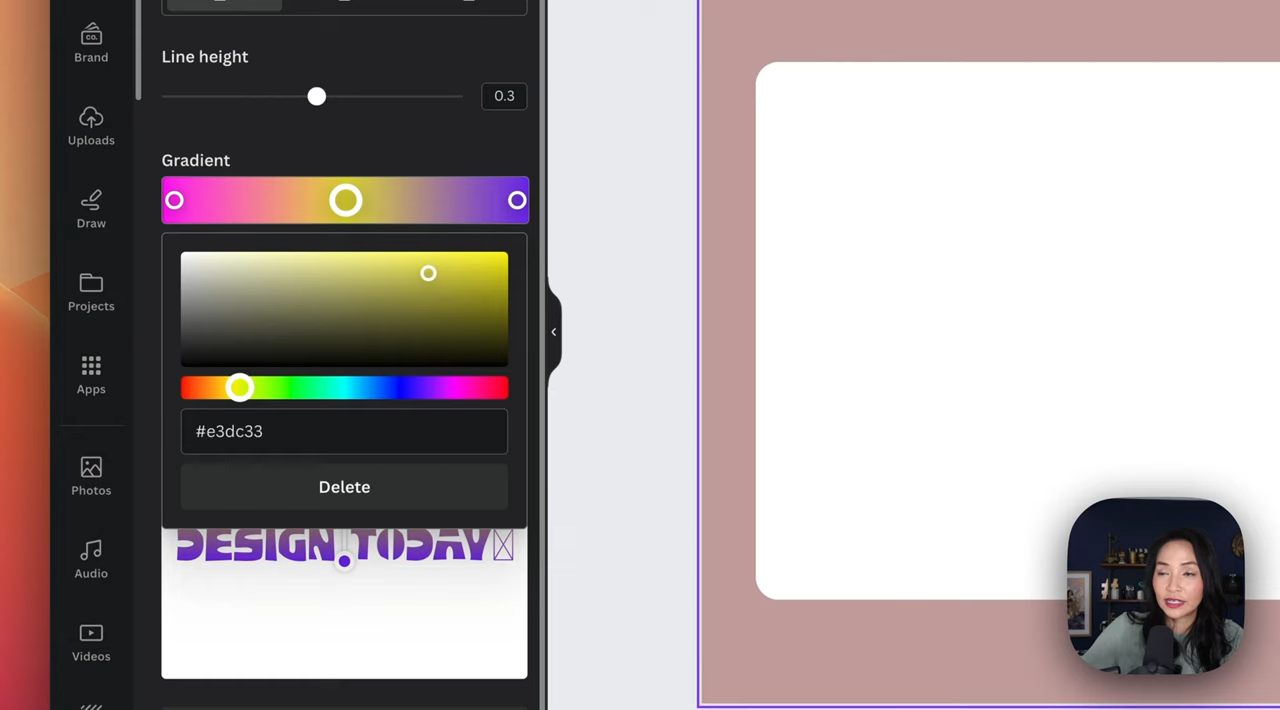 Brand
Line height
0.3
Uploads
Gradient
Draw
Projects
Apps
#e3dc33
Delete
Photos
DESIGN TODAY
Audio
Videos